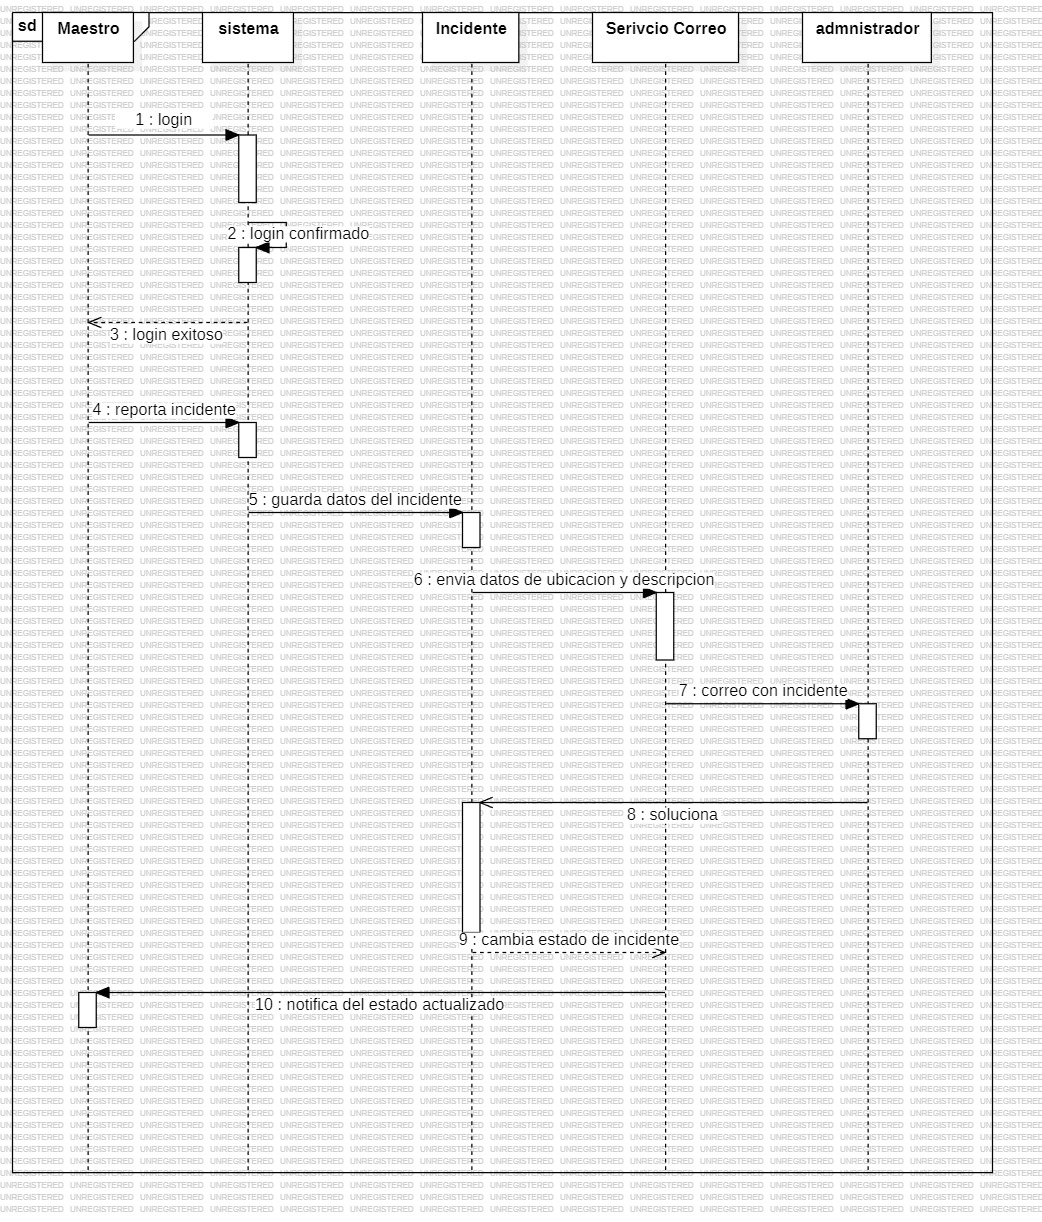 sd
Maestro
sistema
Incidente
Serivcio Correo
admnistrador
1 : login
2 : login confirmado
3 : login exitoso
4 : reporta incidente
5 : guarda datos del incidente
6 : envia datos de ubicacion y descripcion
7 : correo con incidente
8 : soluciona
9 : cambia estado de incidente
10 : notifica del estado actualizado
UNREGISTERED